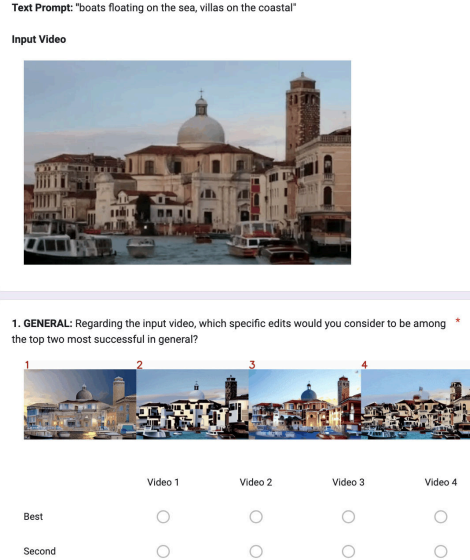 Text Prompt: "boats floating on the sea, villas on the coastal"
Input Video
1. GENERAL: Regarding the input video, which specific edits would you consider to be among *
the top two most successful in general?
1 2 3 4
Video 1 Video 2 Video 3 Video 4
Best
Second